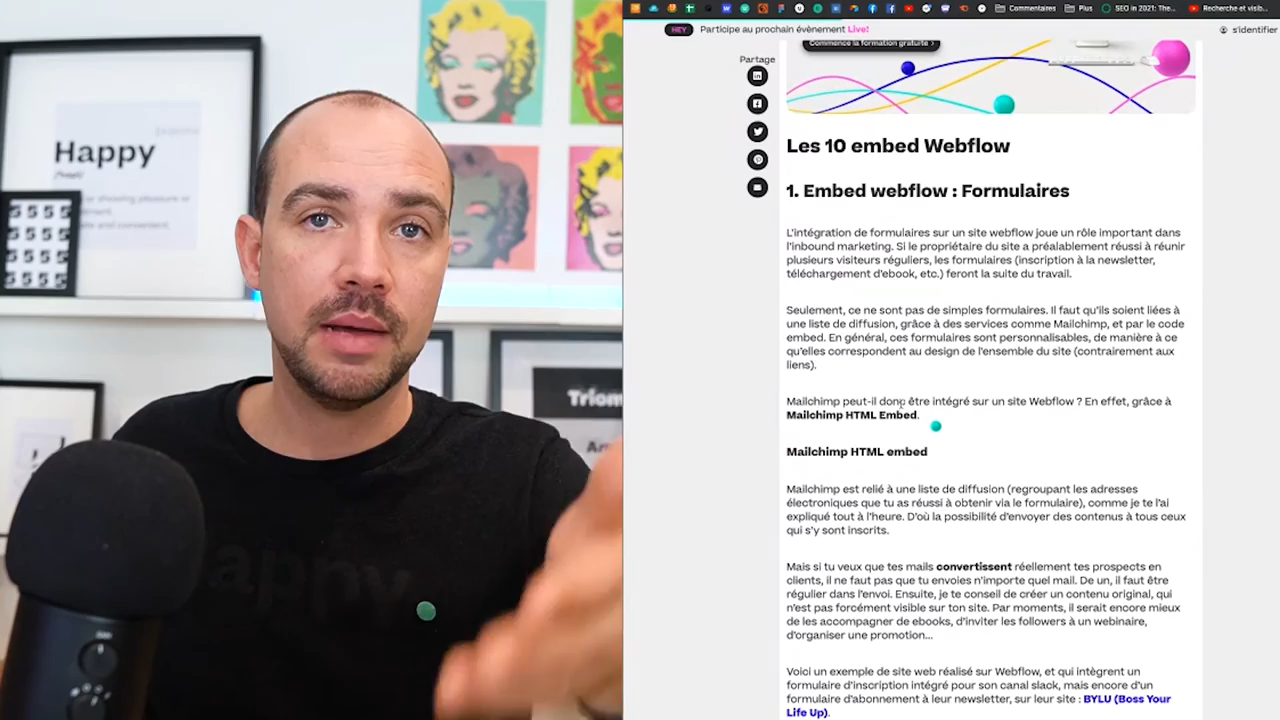 Happy
Triom
appy
Commentaires
Plus
SEO in 2021: The...
Recherche et visib...
HEY
Participe au prochain évènement Live!
s'identifier
Commence la formation gratuite
Partage
Les 10 embed Webflow
1. Embed webflow : Formulaires
L'intégration de formulaires sur un site webflow joue un rôle important dans
l'inbound marketing. Si le propriétaire du site a préalablement réussi à réunir
plusieurs visiteurs réguliers, les formulaires (inscription à la newsletter,
téléchargement d'ebook, etc.) feront la suite du travail.
Seulement, ce ne sont pas de simples formulaires. Il faut qu'ils soient liées à
une liste de diffusion, grâce à des services comme Mailchimp, et par le code
embed. En général, ces formulaires sont personnalisables, de manière à ce
qu'elles correspondent au design de l'ensemble du site (contrairement aux
liens).
Mailchimp peut-il donc être intégré sur un site Webflow ? En effet, grâce à
Mailchimp HTML Embed.
Mailchimp HTML embed
Mailchimp est relié à une liste de diffusion (regroupant les adresses
électroniques que tu as réussi à obtenir via le formulaire), comme je te l'ai
expliqué tout à l'heure. D'où la possibilité d'envoyer des contenus à tous ceux
qui s'y sont inscrits.
Mais si tu veux que tes mails convertissent réellement tes prospects en
clients, il ne faut pas que tu envoies n'importe quel mail. De un, il faut être
régulier dans l'envoi. Ensuite, je te conseil de créer un contenu original, qui
n'est pas forcément visible sur ton site. Par moments, il serait encore mieux
de les accompagner de ebooks, d'inviter les followers à un webinaire,
d'organiser une promotion...
Voici un exemple de site web réalisé sur Webflow, et qui intègrent un
formulaire d'inscription intégré pour son canal slack, mais encore d'un
formulaire d'abonnement à leur newsletter, sur leur site : BYLU (Boss Your
Life Up).